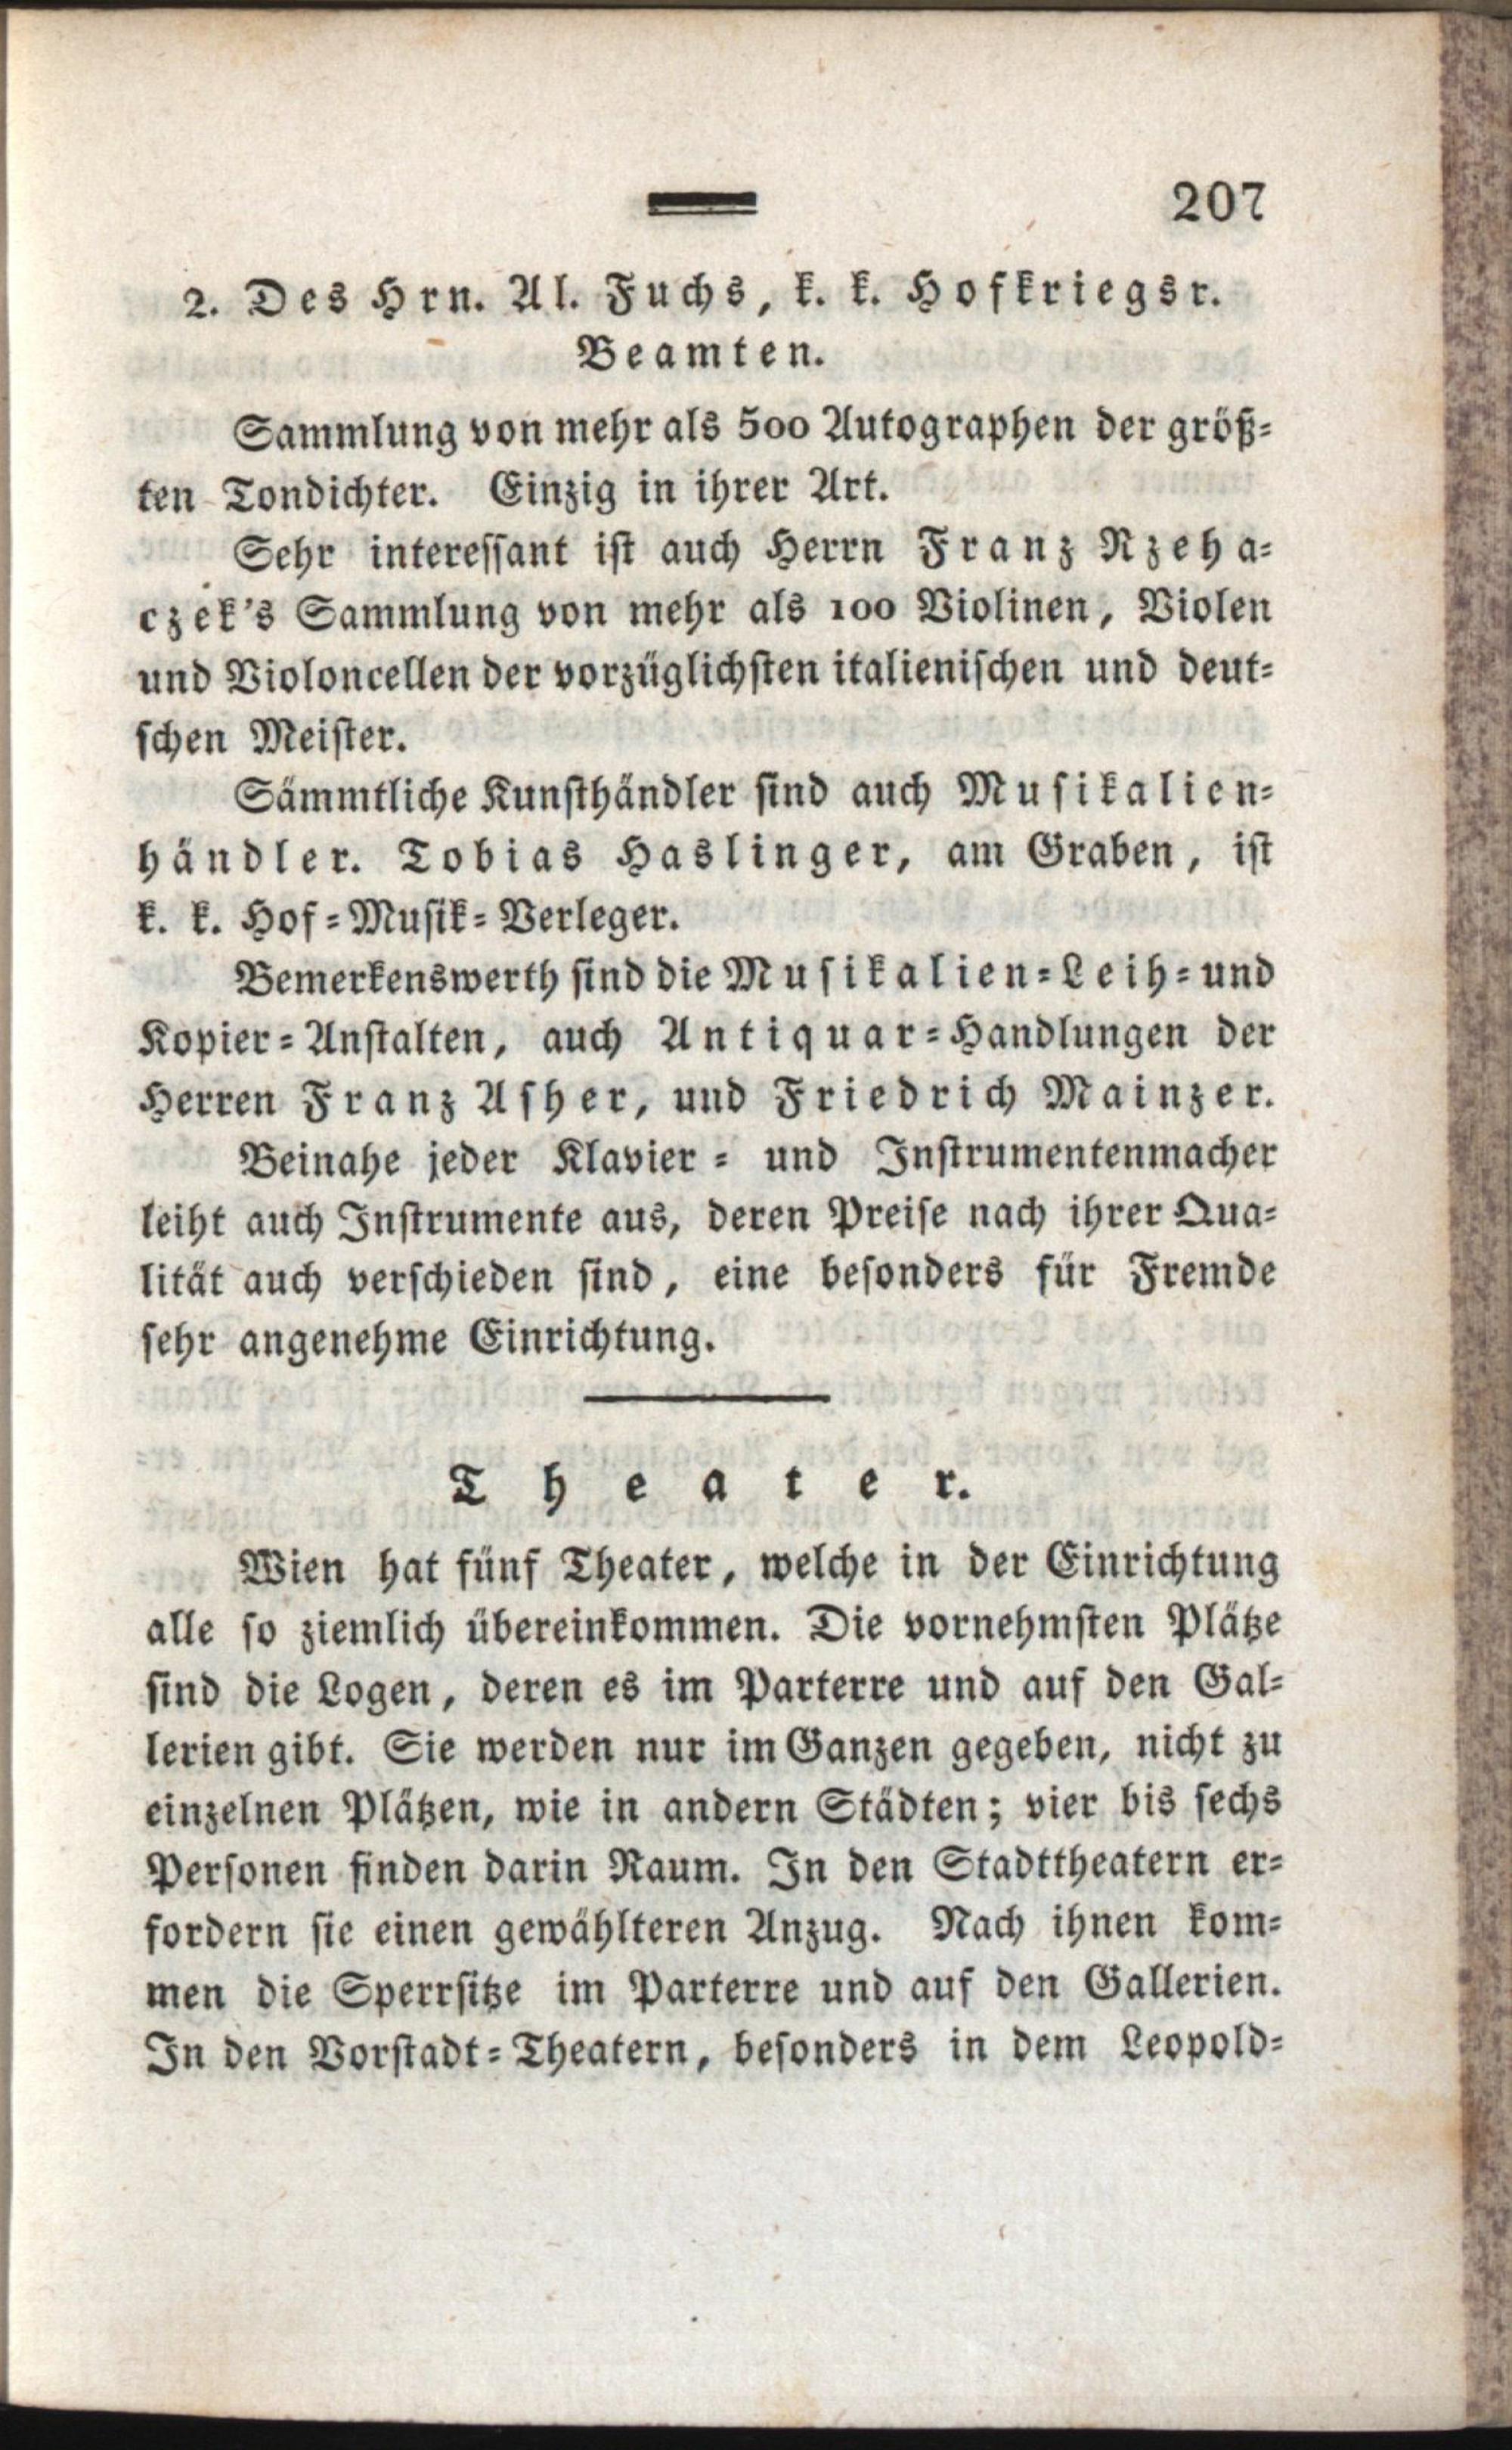 207
2. Des Hrn. Al. Fuchs, k. k. Hofkriegsr.
Beamten.
Sammlung von mehr als 500 Autographen der größ-
ten Tondichter. Einzig in ihrer Art.
Sehr interessant ist auch Herrn Franz Rzeha-
czek's Sammlung von mehr als 100 Violinen, Violen
und Violoncellen der vorzüglichsten italienischen und deut-
schen Meister.
Sämmtliche Kunsthändler sind auch Musikalien-
händler. Tobias Haslinger, am Graben, ist
k. k. Hof-Musik-Verleger.
Bemerkenswerth sind die Musikalien-Leih- und
Kopier-Anstalten, auch Antiquar-Handlungen der
Herren Franz Asher, und Friedrich Mainzer.
Beinahe jeder Klavier- und Instrumentenmacher
leiht auch Instrumente aus, deren Preise nach ihrer Qua-
lität auch verschieden sind, eine besonders für Fremde
sehr angenehme Einrichtung.
Theater.
Wien hat fünf Theater, welche in der Einrichtung
alle so ziemlich übereinkommen. Die vornehmsten Plätze
sind die Logen, deren es im Parterre und auf den Gal-
lerien gibt. Sie werden nur im Ganzen gegeben, nicht zu
einzelnen Plätzen, wie in andern Städten; vier bis sechs
Personen finden darin Raum. In den Stadttheatern er-
fordern sie einen gewählteren Anzug. Nach ihnen kom-
men die Sperrsitze im Parterre und auf den Gallerien.
In den Vorstadt-Theatern, besonders in dem Leopold-